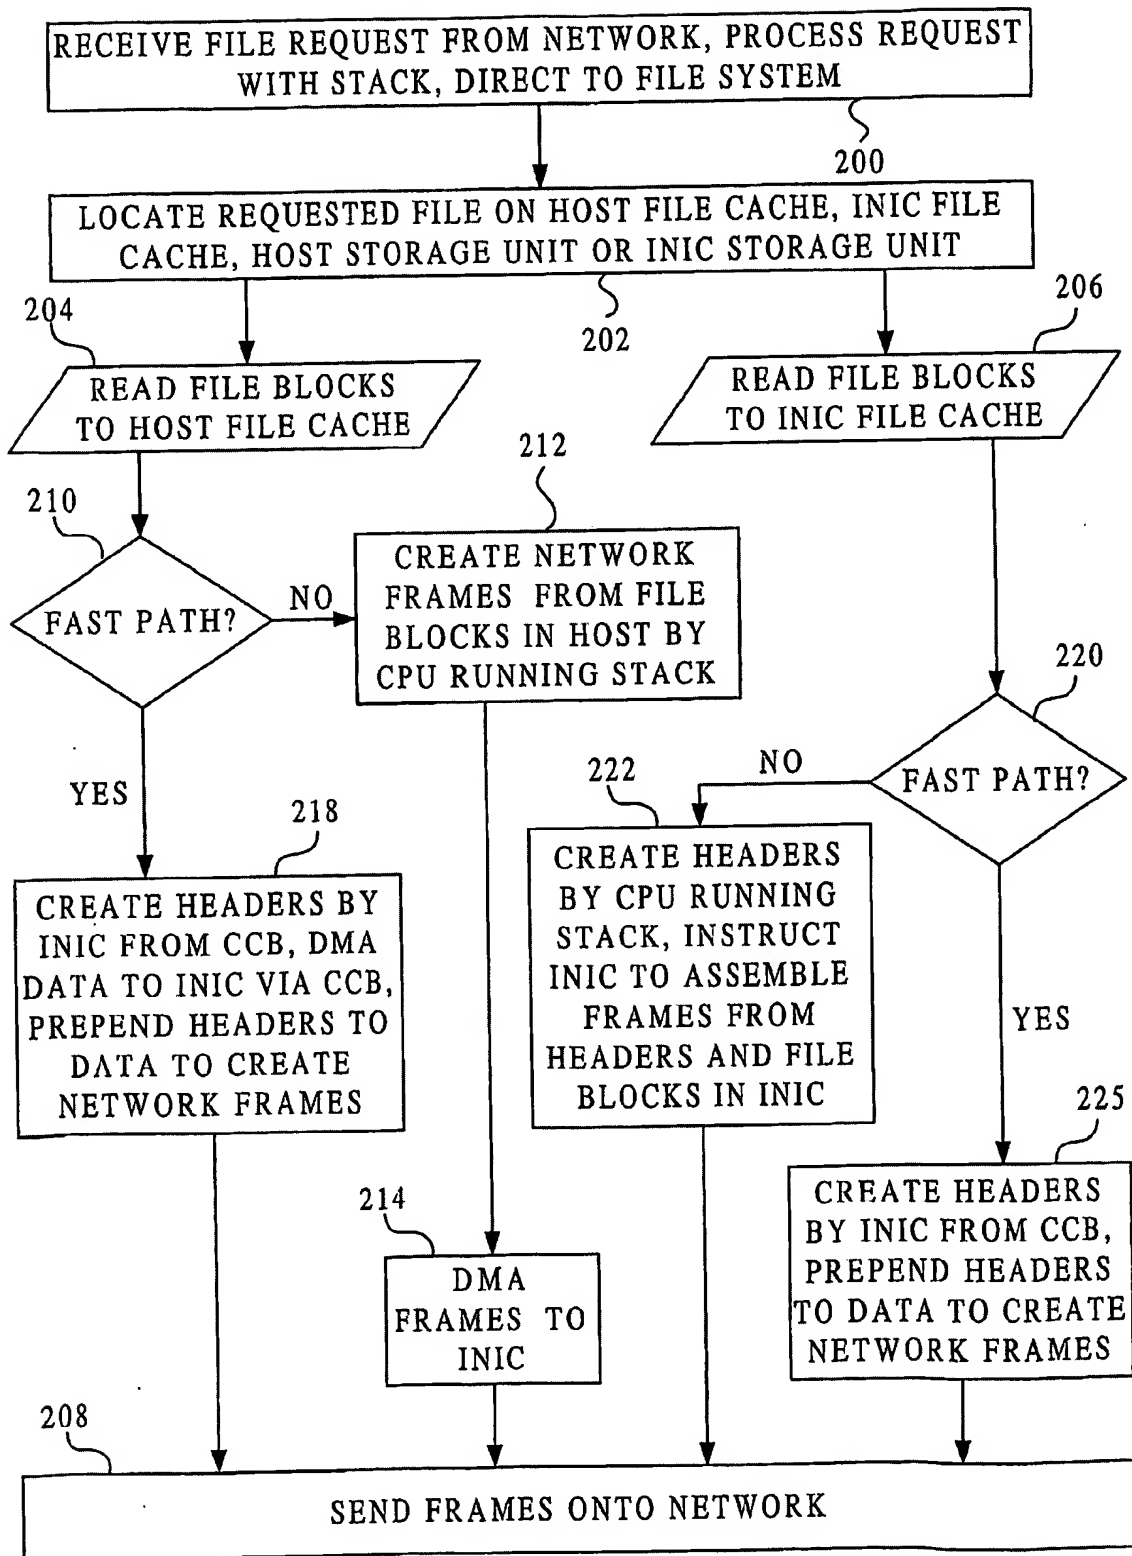 RECEIVE FILE REQUEST FROM NETWORK, PROCESS REQUEST
WITH STACK, DIRECT TO FILE SYSTEM
200
LOCATE REQUESTED FILE ON HOST FILE CACHE, INIC FILE
CACHE, HOST STORAGE UNIT OR INIC STORAGE UNIT
204
202
206
READ FILE BLOCKS
TO HOST FILE CACHE
READ FILE BLOCKS
TO INIC FILE CACHE
210
212
FAST PATH?
NO
CREATE NETWORK
FRAMES FROM FILE
BLOCKS IN HOST BY
CPU RUNNING STACK
220
FAST PATH?
NO
YES
222
218
CREATE HEADERS BY
INIC FROM CCB, DMA
DATA TO INIC VIA CCB,
PREPEND HEADERS TO
DATA TO CREATE
NETWORK FRAMES
CREATE HEADERS
BY CPU RUNNING
STACK, INSTRUCT
INIC TO ASSEMBLE
FRAMES FROM
HEADERS AND FILE
BLOCKS IN INIC
YES
225
CREATE HEADERS
BY INIC FROM CCB,
PREPEND HEADERS
TO DATA TO CREATE
NETWORK FRAMES
214
DMA
FRAMES TO
INIC
208
SEND FRAMES ONTO NETWORK